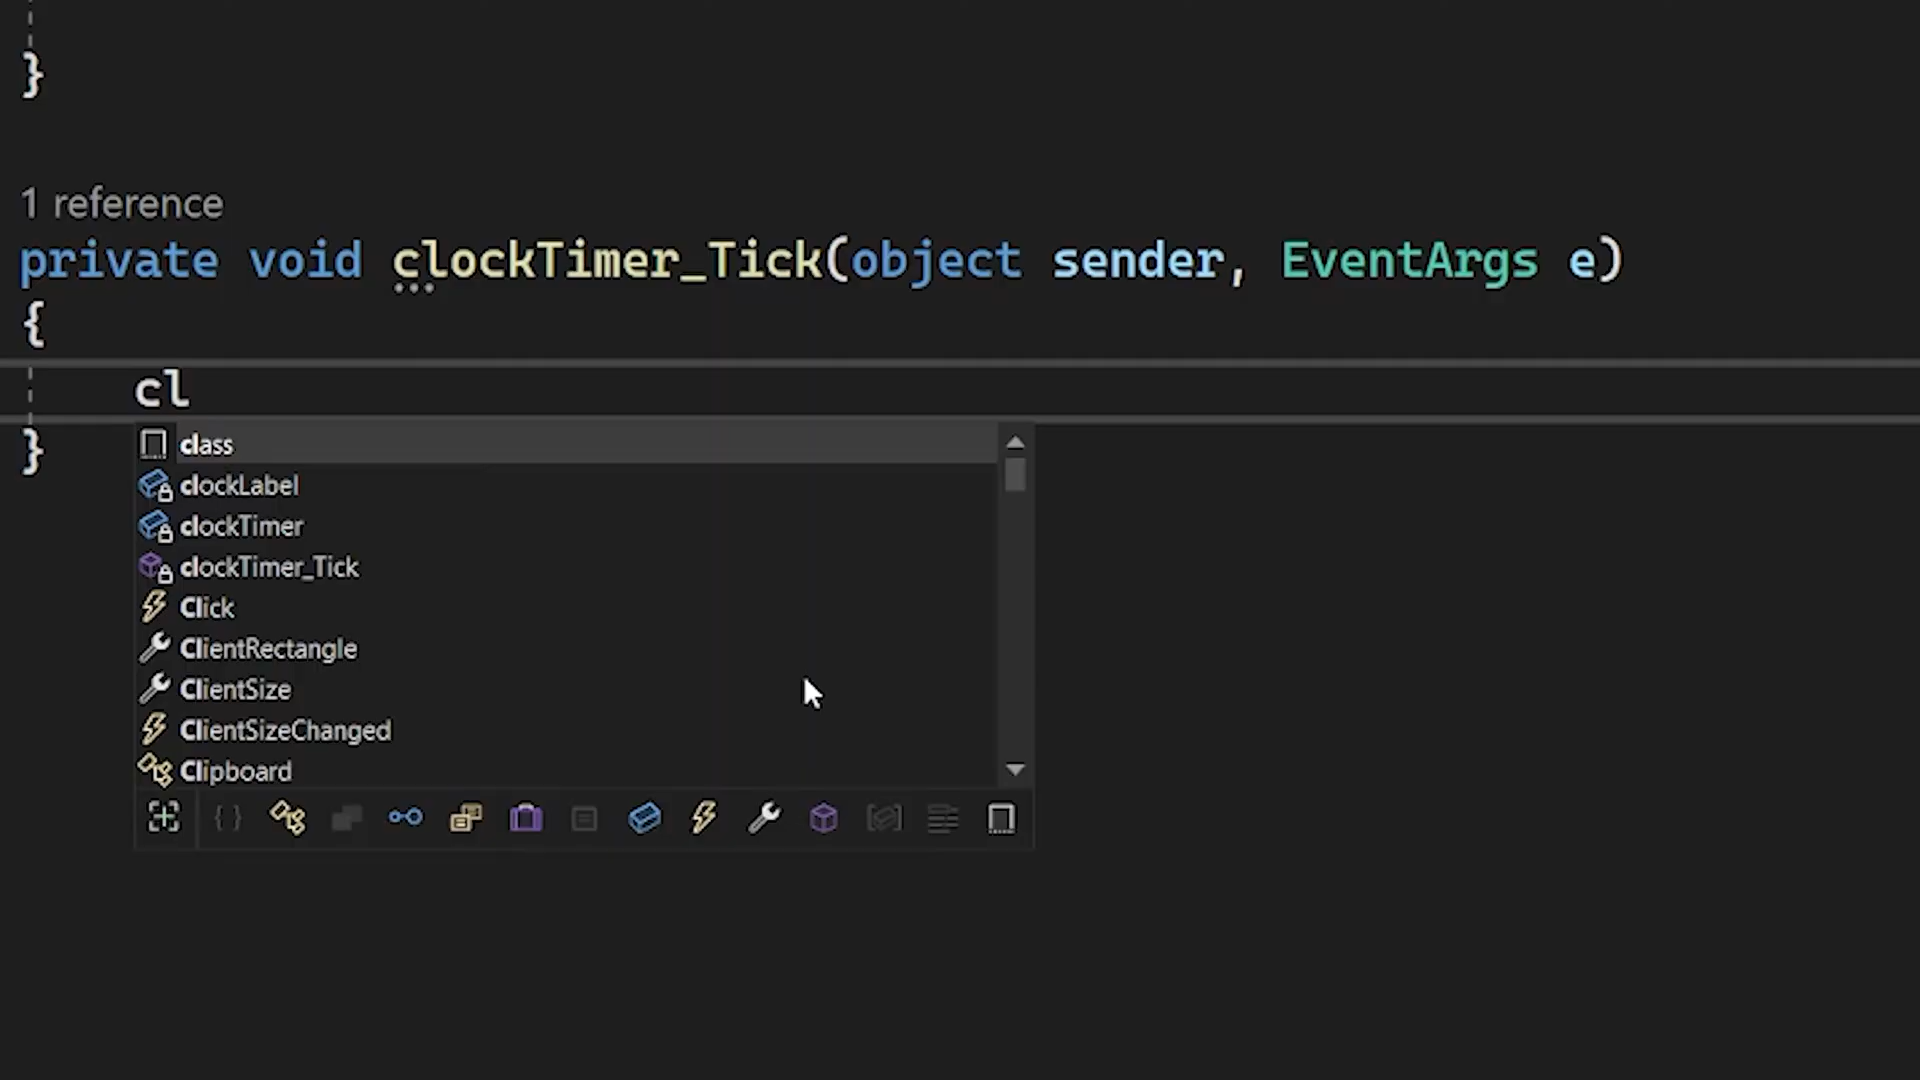 }
1 reference
private void clockTimer_Tick(object sender, EventArgs e)
{
cl
}
class
clockLabel
clockTimer
clockTimer_Tick
Click
ClientRectangle
ClientSize
ClientSizeChanged
Clipboard